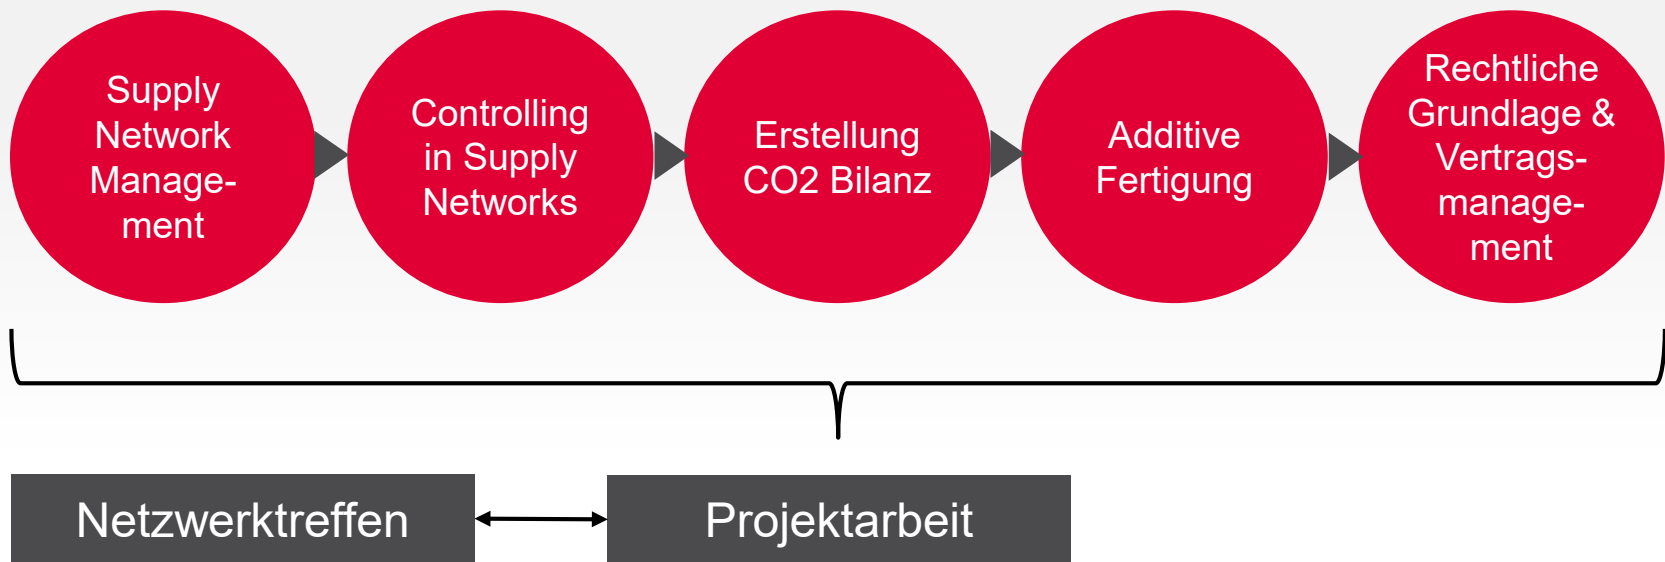 Supply
Network
Manage-
ment
Controlling
in Supply
Networks
Erstellung
CO2 Bilanz
Additive
Fertigung
Rechtliche
Grundlage &
Vertrags-
manage-
ment
Netzwerktreffen
Projektarbeit